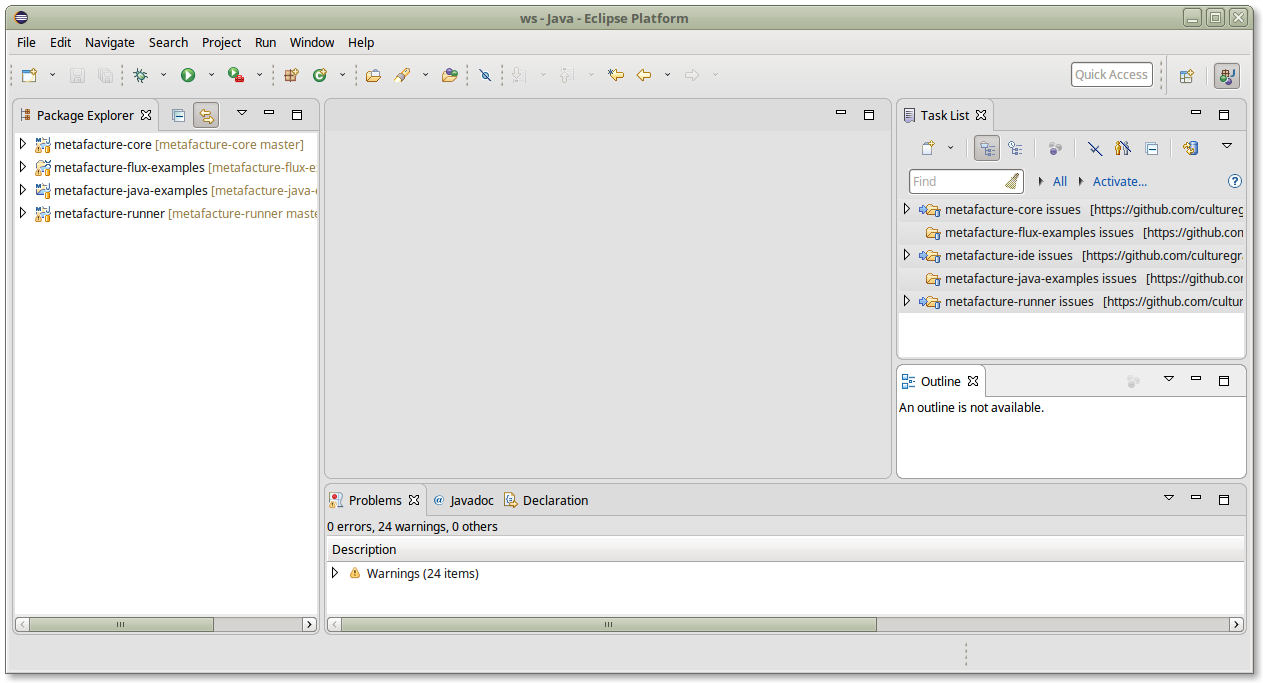 ws - Java - Eclipse Platform
File Edit Navigate Search Project Run Window Help
Quick Access
Package Explorer
metafacture-core [metafacture-core master]
metafacture-flux-examples [metafacture-flux-e
metafacture-java-examples [metafacture-java-
metafacture-runner [metafacture-runner maste
Task List
Find All Activate...
metafacture-core issues [https://github.com/cultureg
metafacture-flux-examples issues [https://github.con
metafacture-ide issues [https://github.com/culturegr
metafacture-java-examples issues [https://github.cor
metafacture-runner issues [https://github.com/cultur
Outline
An outline is not available.
Problems Javadoc Declaration
0 errors, 24 warnings, 0 others
Description
Warnings (24 items)